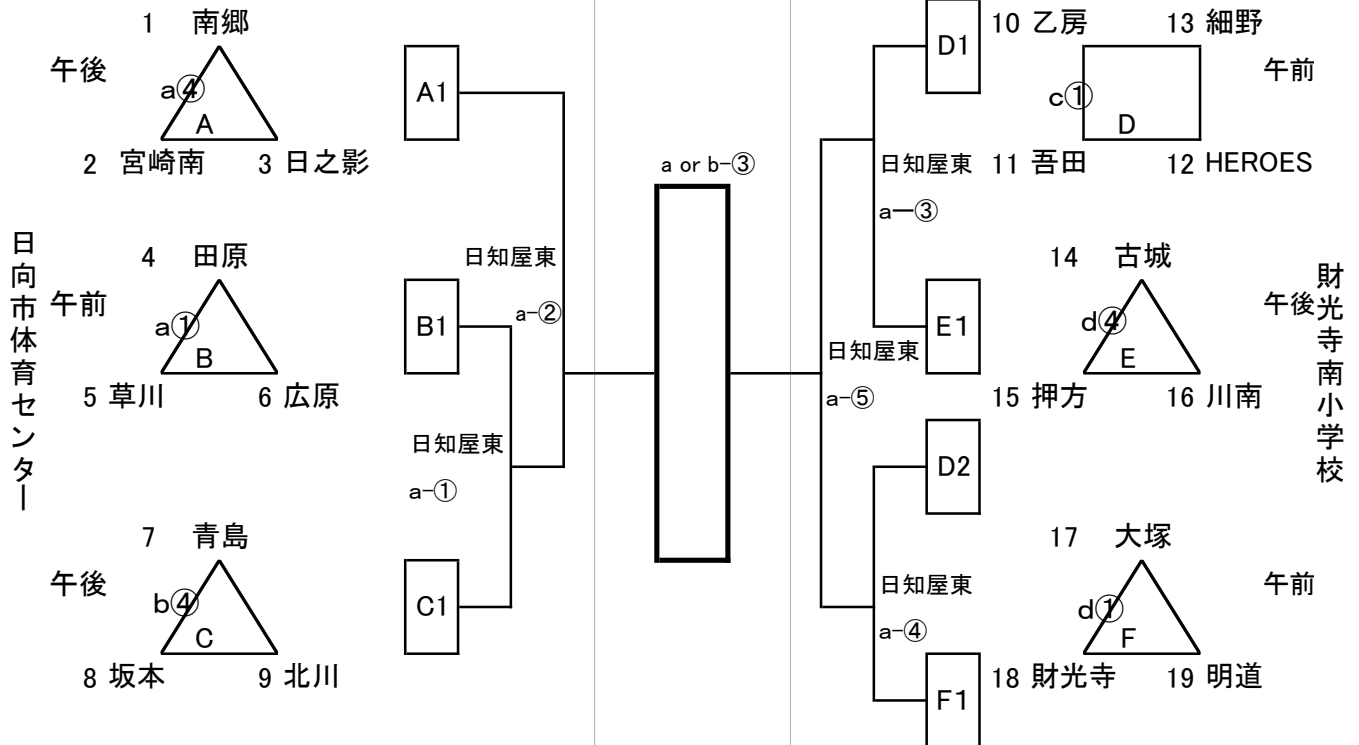 日向市体育センター
1 南郷
午後
a④
A
2 宮崎南
3 日之影
4 田原
午前
a①
B
5 草川
6 広原
7 青島
午後
b④
C
8 坂本
9 北川
A1
B1
C1
日知屋東
a-②
日知屋東
a-①
a or b-③
D1
日知屋東
a―③
E1
日知屋東
a-⑤
D2
日知屋東
a-④
F1
10 乙房
13 細野
午前
c①
D
11 吾田
12 HEROES
14 古城
午後
d④
E
15 押方
16 川南
17 大塚
午前
d①
F
18 財光寺
19 明道
財光寺南小学校